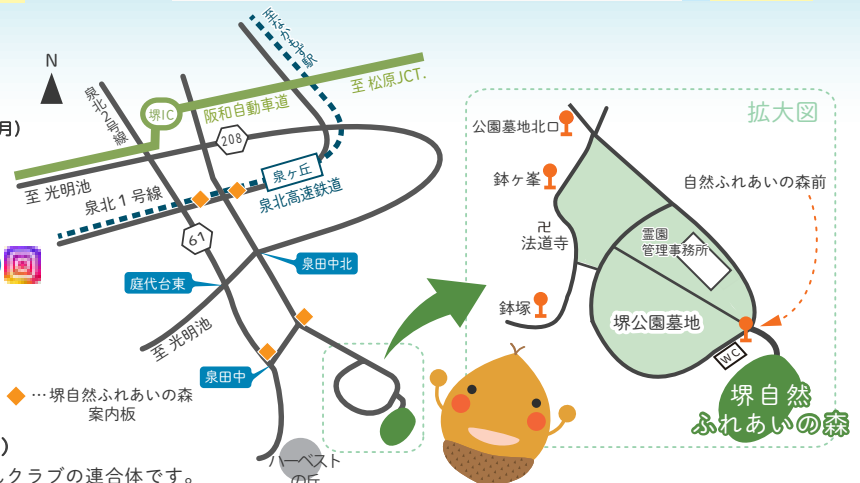 至なかもず駅
N
泉北2号線
堺IC
阪和自動車道
至 松原JCT.
月)
208
至 光明池
泉北1号線
泉ヶ丘
泉北高速鉄道
61
泉田中北
庭代台東
至 光明池
泉田中
…堺自然ふれあいの森
案内板
)
ハーベスト
の丘
クラブの連合体です。
拡大図
公園墓地北口
鉢ヶ峯
自然ふれあいの森前
卍
法道寺
霊園
管理事務所
鉢塚
堺公園墓地
WC
堺自然
ふれあいの森